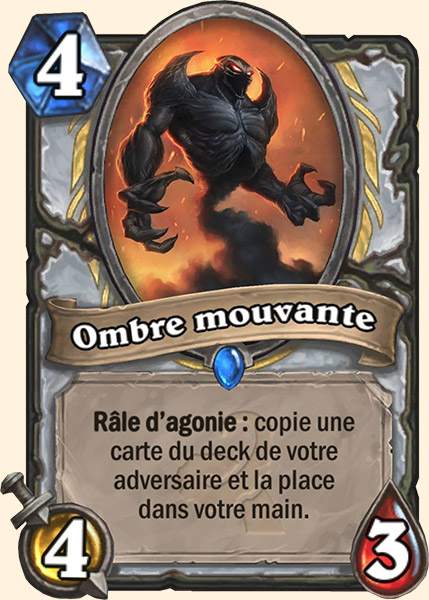 4
Ombre mouvante
Râle d'agonie : copie une
carte du deck de votre
adversaire et la place
dans votre main.
4
3